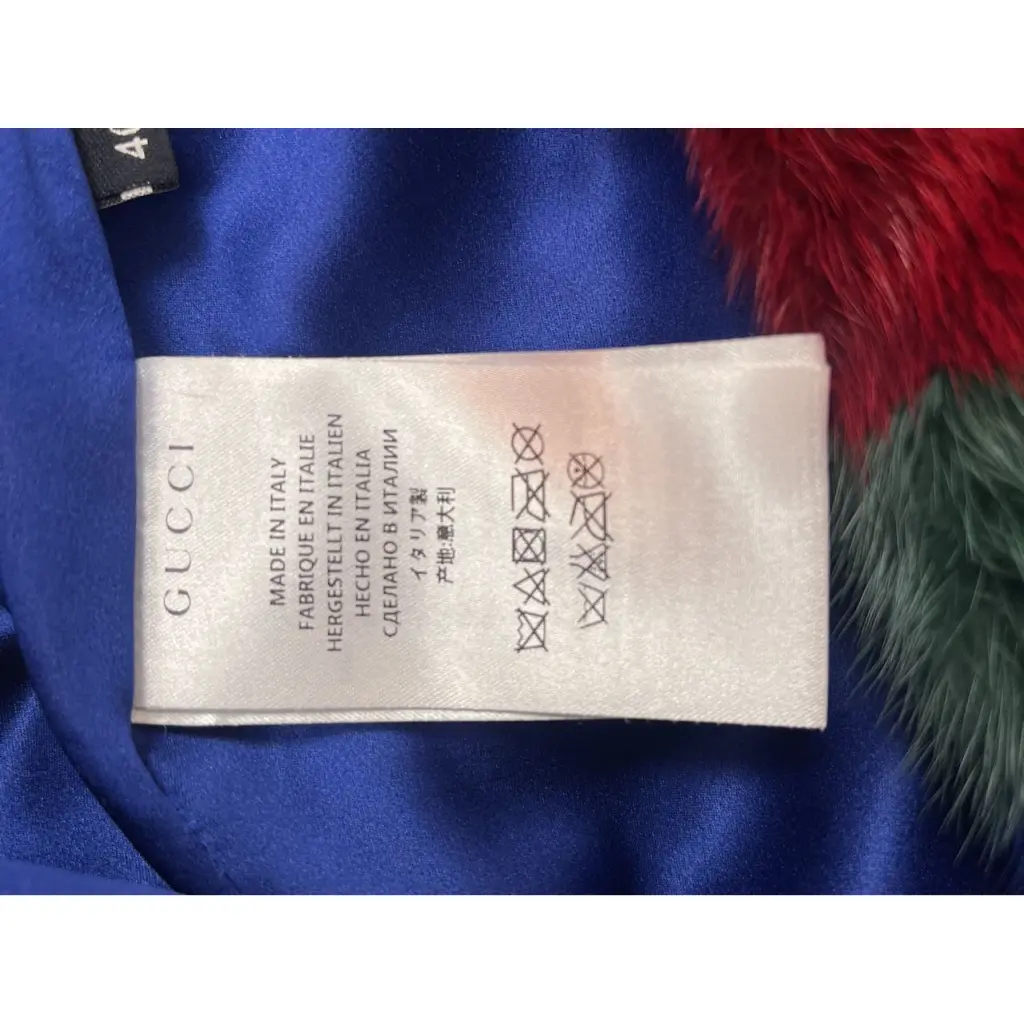 40
GUCCI
MADE IN ITALY
FABRIQUE EN ITALIE
HERGESTELLT IN ITALIEN
HECHO EN ITALIA
СДЕЛАНО В ИТАЛИИ
イタリア製
产地:意大利